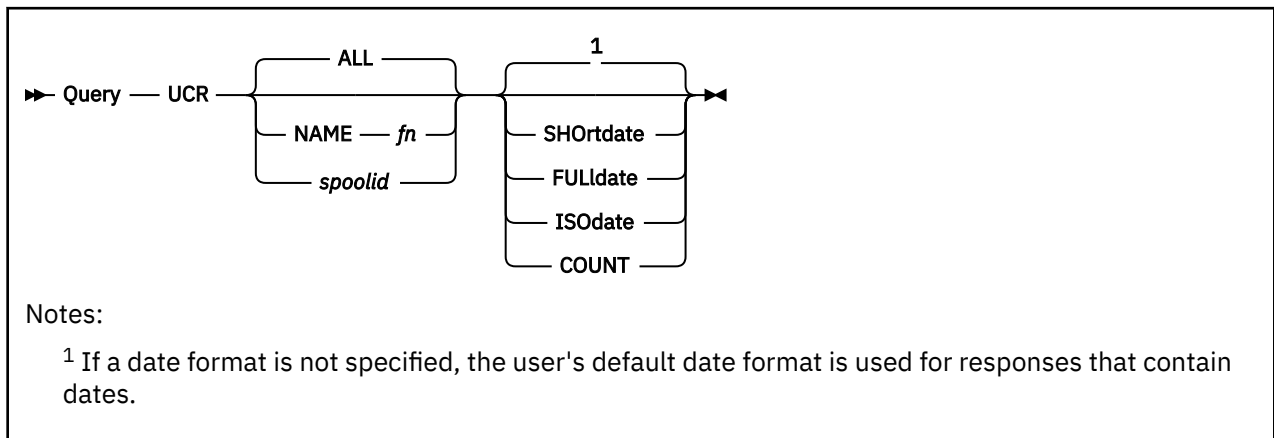 ALL
1
Query — UCR
NAME — fn
SHOrtdate
spoolid
FULldate
ISOdate
COUNT
Notes:
1 If a date format is not specified, the user's default date format is used for responses that contain
dates.